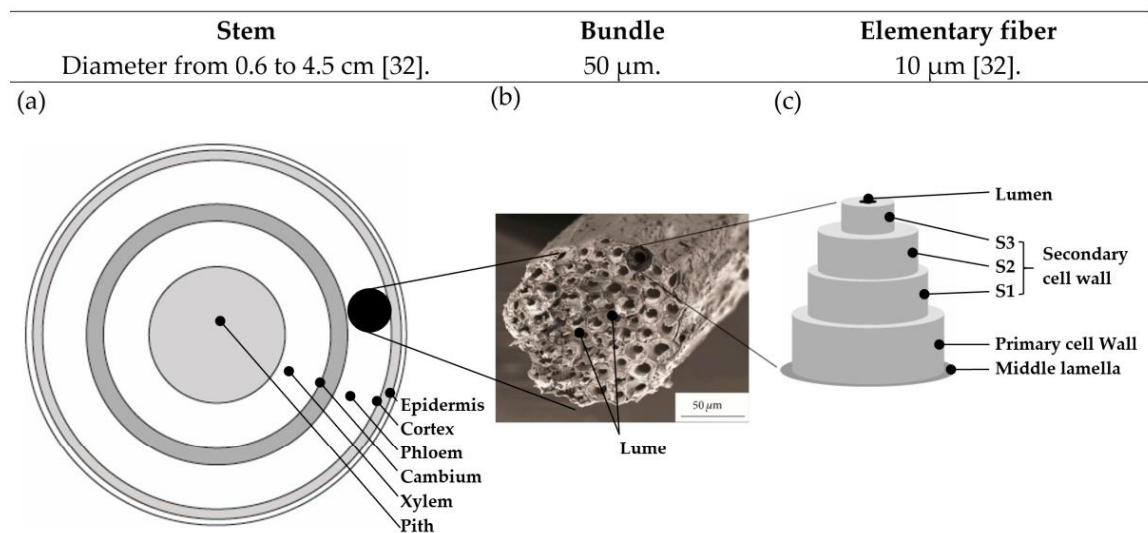 Stem Bundle Elementary fiber
Diameter from 0.6 to 4.5 cm [32]. 50 μm. 10 μm [32].
(a) (b) (c)
Epidermis
Cortex
Phloem
Cambium
Xylem
Pith
50 μm
Lume
Lumen
S3
S2
S1
Secondary
cell wall
Primary cell Wall
Middle lamella